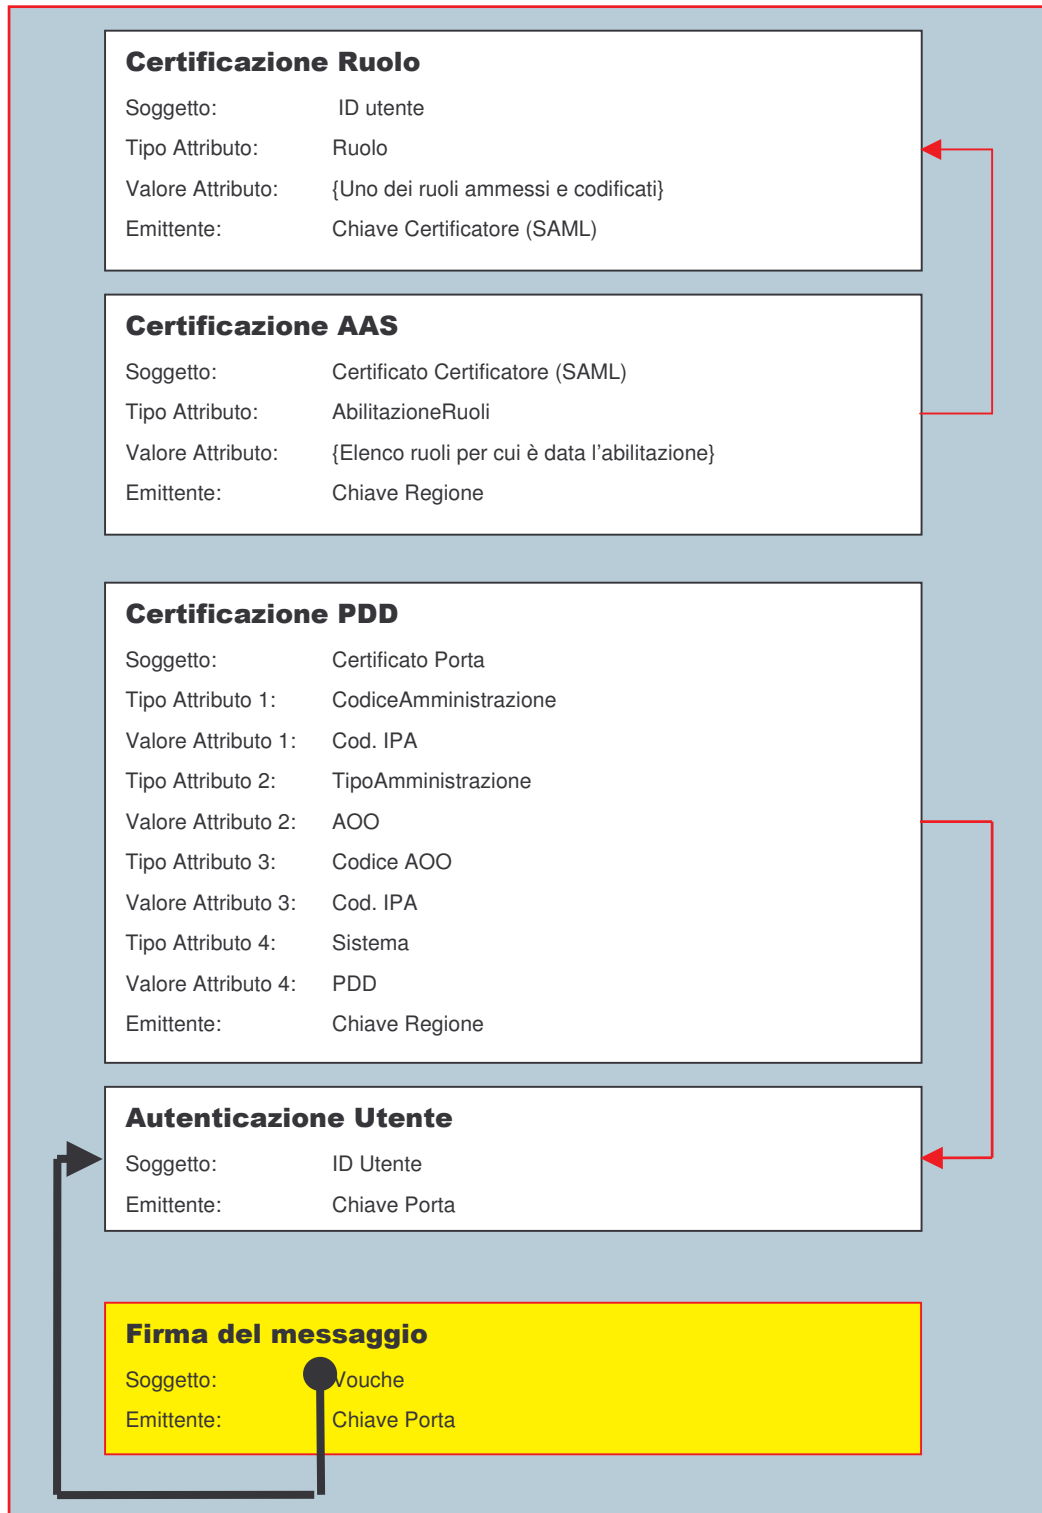 Certificazione Ruolo
Soggetto: ID utente
Tipo Attributo: Ruolo
Valore Attributo: {Uno dei ruoli ammessi e codificati}
Emittente: Chiave Certificatore (SAML)
Certificazione AAS
Soggetto: Certificato Certificatore (SAML)
Tipo Attributo: AbilitazioneRuoli
Valore Attributo: {Elenco ruoli per cui è data l'abilitazione}
Emittente: Chiave Regione
Certificazione PDD
Soggetto: Certificato Porta
Tipo Attributo 1: CodiceAmministrazione
Valore Attributo 1: Cod. IPA
Tipo Attributo 2: TipoAmministrazione
Valore Attributo 2: AOO
Tipo Attributo 3: Codice AOO
Valore Attributo 3: Cod. IPA
Tipo Attributo 4: Sistema
Valore Attributo 4: PDD
Emittente: Chiave Regione
Autenticazione Utente
Soggetto: ID Utente
Emittente: Chiave Porta
Firma del messaggio
Soggetto: Vouche
Emittente: Chiave Porta